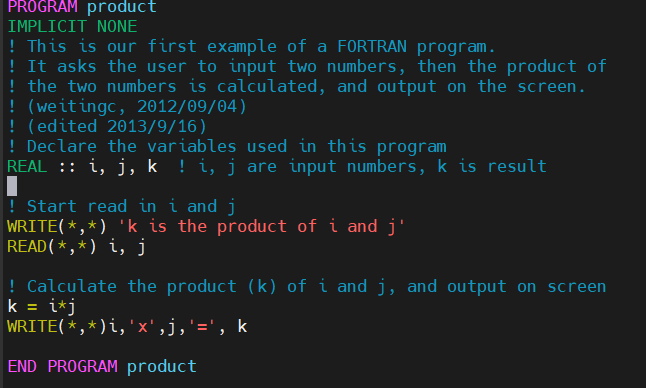 PROGRAM product
IMPLICIT NONE
! This is our first example of a FORTRAN program.
! It asks the user to input two numbers, then the product of
! the two numbers is calculated, and output on the screen.
! (weitingc, 2012/09/04)
! (edited 2013/9/16)
! Declare the variables used in this program
REAL :: i, j, k  ! i, j are input numbers, k is result
! Start read in i and j
WRITE(*,*) 'k is the product of i and j'
READ(*,*) i, j
! Calculate the product (k) of i and j, and output on screen
k = i*j
WRITE(*,*)i,'x',j,'=', k
END PROGRAM product